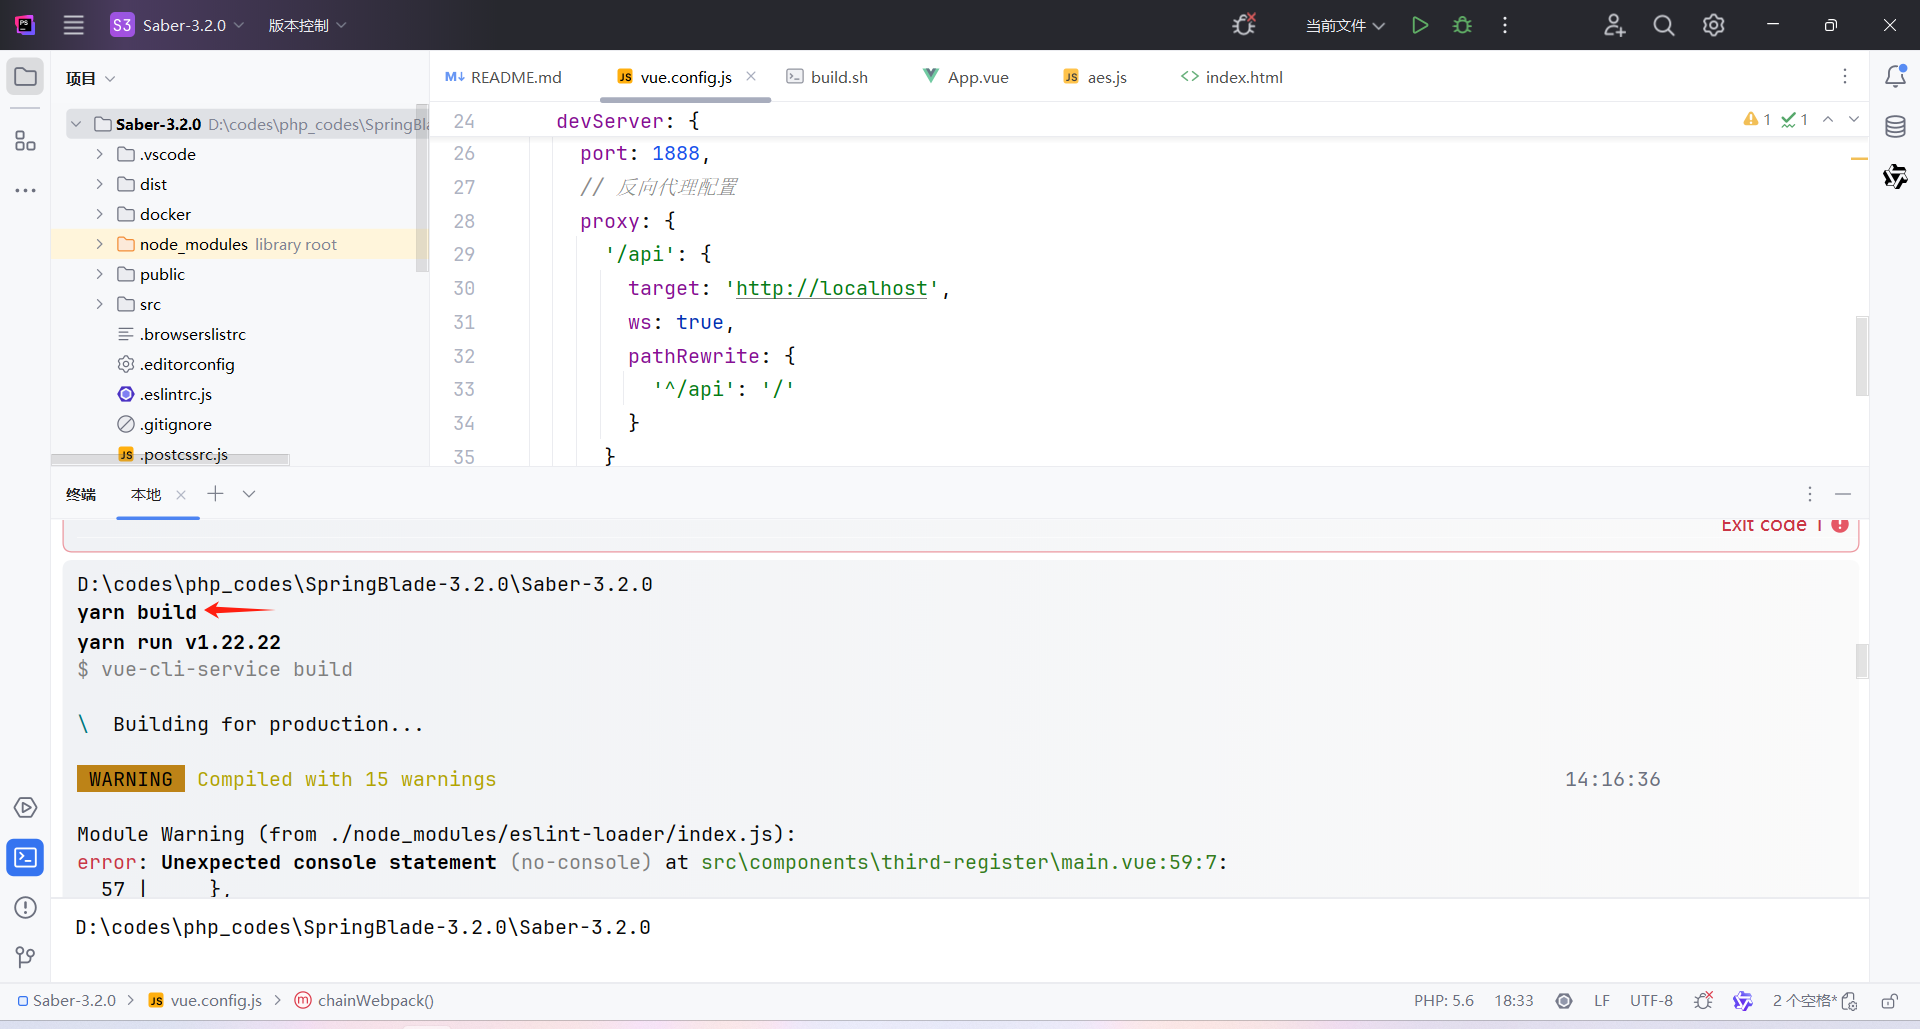 S3 Saber-3.2.0 版本控制 当前文件
项目
Saber-3.2.0 D:\codes\php_codes\SpringBla
.vscode
dist
docker
node_modules library root
public
src
.browserslistrc
.editorconfig
.eslintrc.js
.gitignore
JS .postcssrc.js
M↓ README.md JS vue.config.js build.sh App.vue JS aes.js <> index.html
24 devServer: {
1 1
26 port: 1888,
27 // 反向代理配置
28 proxy: {
29 '/api': {
30 target: 'http://localhost',
31 ws: true,
32 pathRewrite: {
33 '^/api': '/'
34 }
35 }
终端 本地
Exit code 1
D:\codes\php_codes\SpringBlade-3.2.0\Saber-3.2.0
yarn build
yarn run v1.22.22
$ vue-cli-service build
\ Building for production...
WARNING Compiled with 15 warnings 14:16:36
Module Warning (from ./node_modules/eslint-loader/index.js):
error: Unexpected console statement (no-console) at src\components\third-register\main.vue:59:7:
57 | },
D:\codes\php_codes\SpringBlade-3.2.0\Saber-3.2.0
Saber-3.2.0 > JS vue.config.js > m chainWebpack() PHP: 5.6 18:33 LF UTF-8 2 个空格*